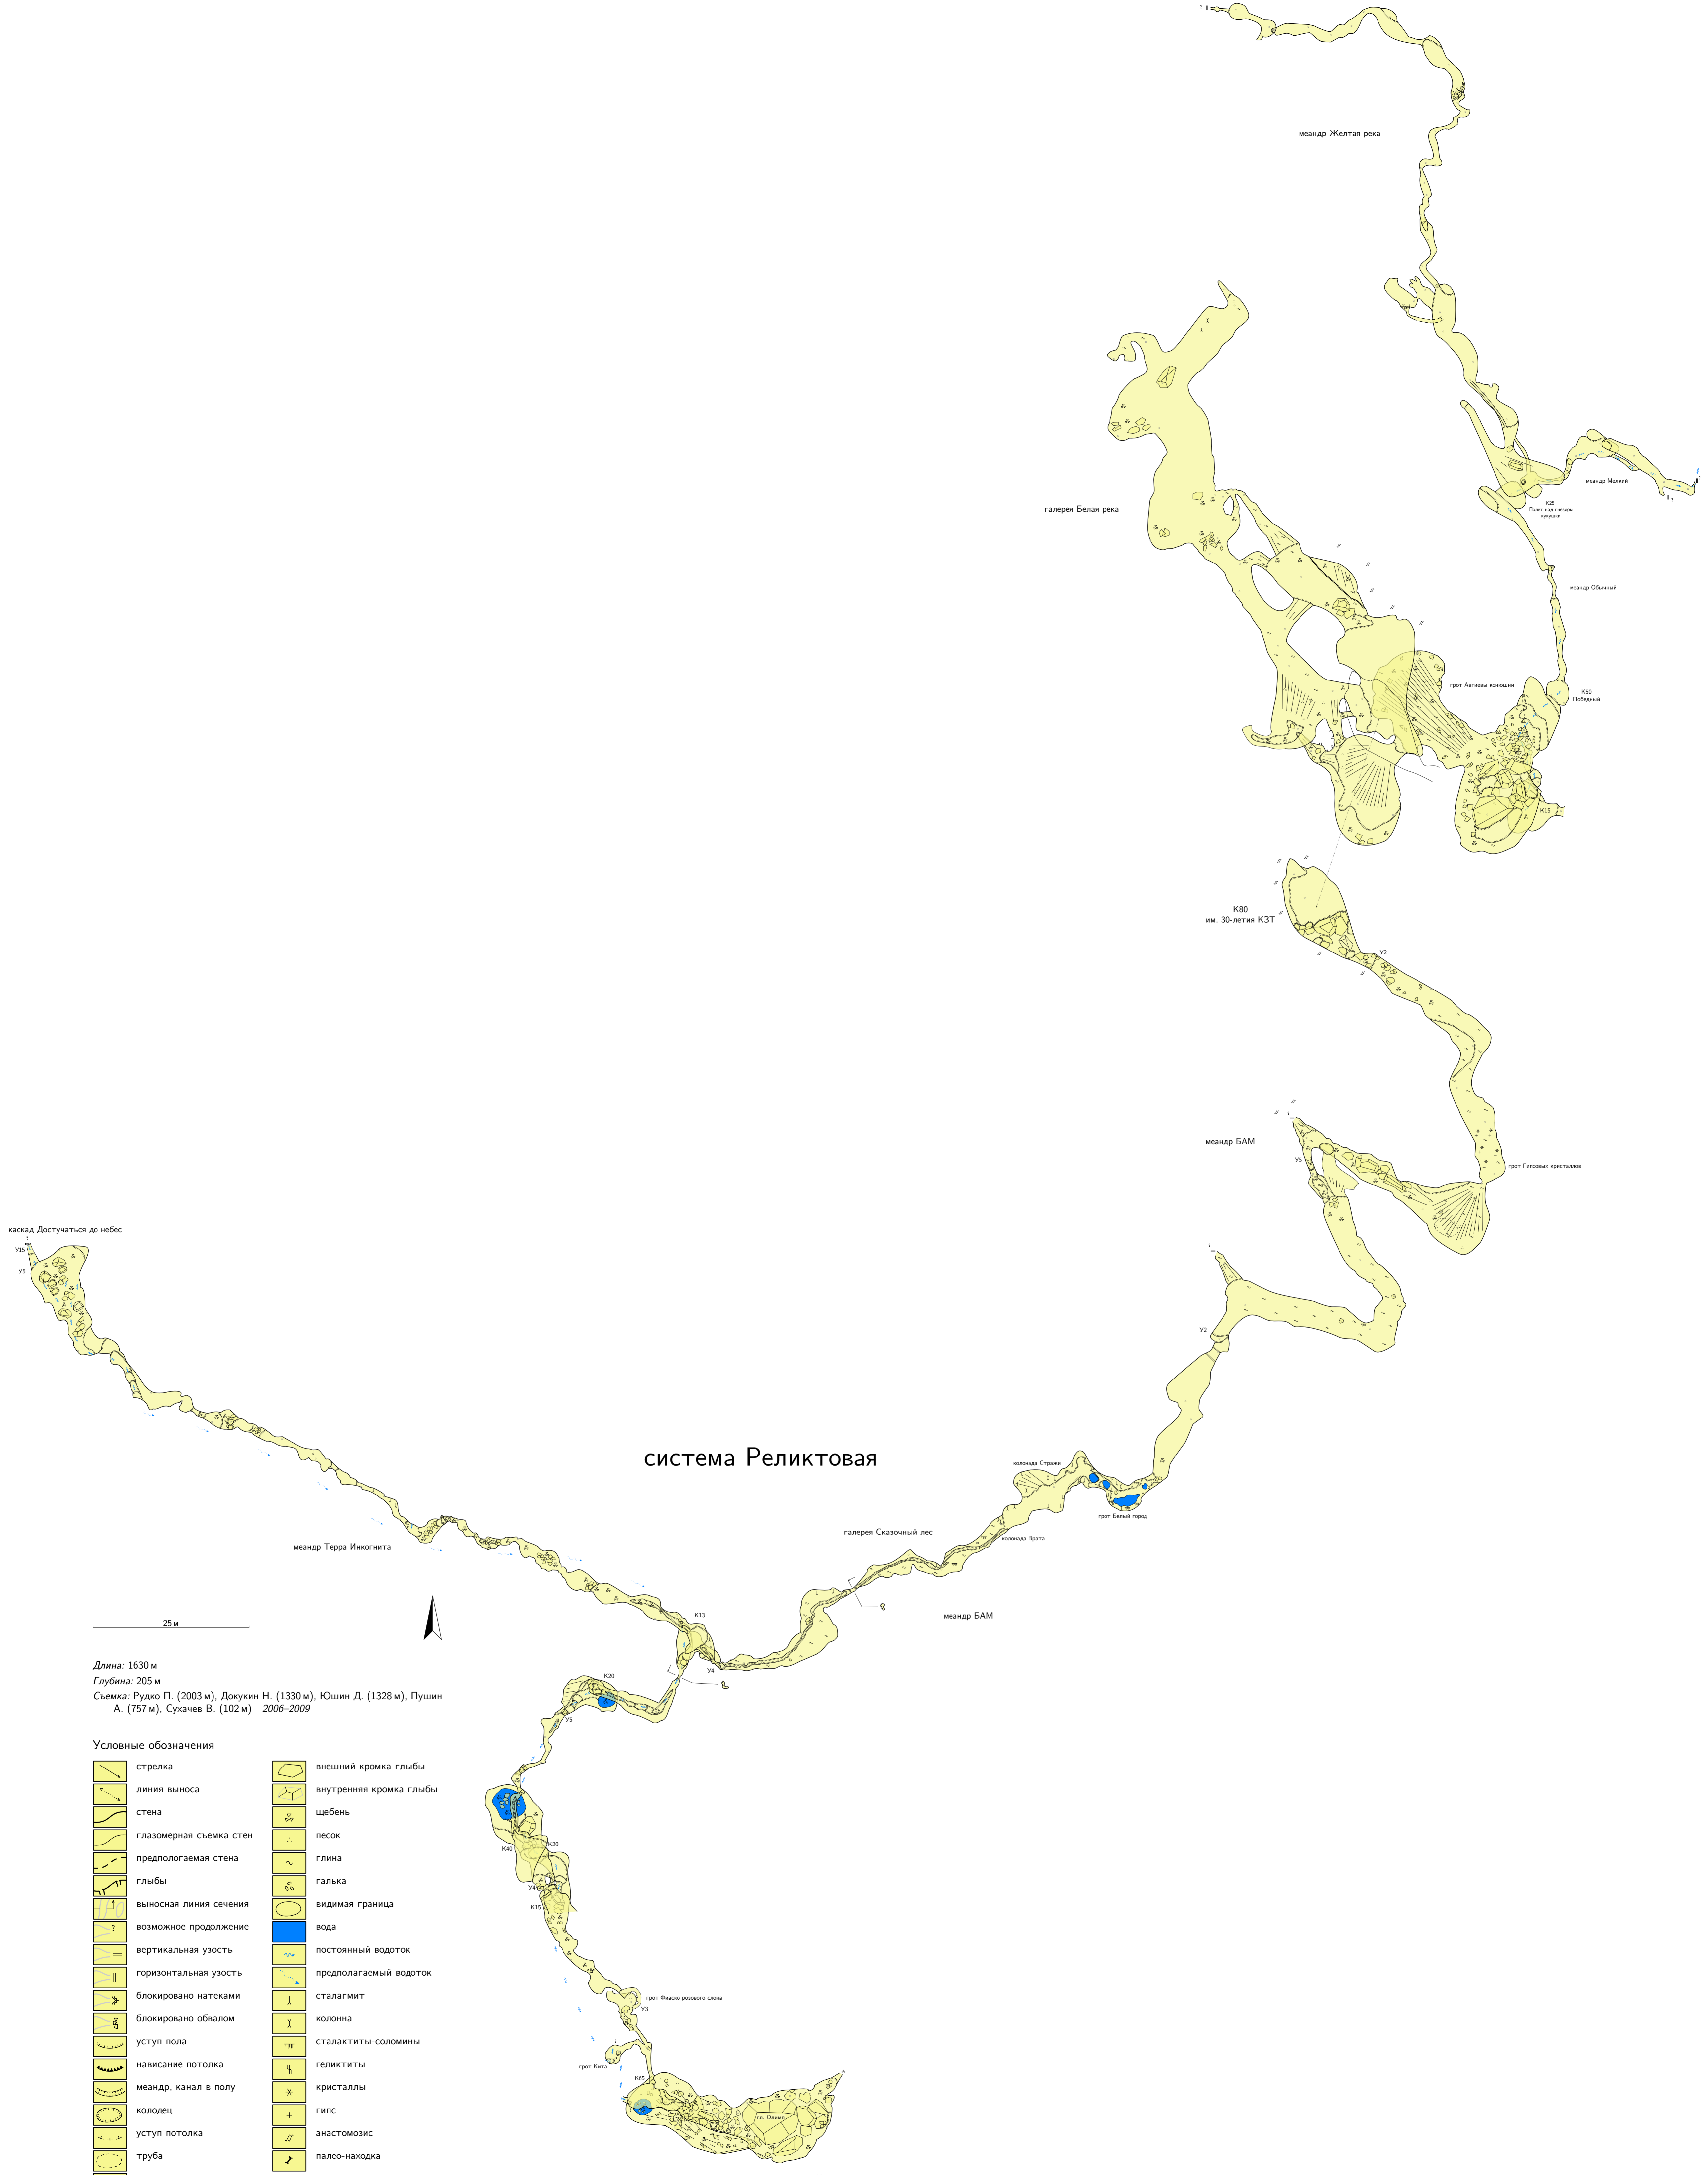 меандр Желтая река
меандр Мелкий
К25
Полет над гнездом
кукушки
галерея Белая река
меандр Обычный
грот Авгиевы конюшни
К50
Победный
К15
К80
им. 30-летия КЗТ
У2
меандр БАМ
У5
грот Гипсовых кристаллов
каскад Достучаться до небес
У15
У5
У2
система Реликтовая
колонада Стражи
грот Белый город
галерея Сказочный лес
колонада Врата
меандр Терра Инкогнита
К13
меандр БАМ
25 м
У4
К20
У5
Длина: 1630 м
Глубина: 205 м
Съемка: Рудко П. (2003 м), Докукин Н. (1330 м), Юшин Д. (1328 м), Пушин
А. (757 м), Сухачев В. (102 м) 2006–2009
К40
К20
У4
К15
грот Фиаско розового слона
У3
грот Кита
К65
гл. Олимп
Условные обозначения
стрелка
линия выноса
стена
глазомерная съемка стен
предпологаемая стена
глыбы
выносная линия сечения
возможное продолжение
вертикальная узость
горизонтальная узость
блокировано натеками
блокировано обвалом
уступ пола
нависание потолка
меандр, канал в полу
колодец
уступ потолка
труба
внешний кромка глыбы
внутренняя кромка глыбы
щебень
песок
глина
галька
видимая граница
вода
постоянный водоток
предполагаемый водоток
сталагмит
колонна
сталактиты-соломины
геликтиты
кристаллы
гипс
анастомозис
палео-находка